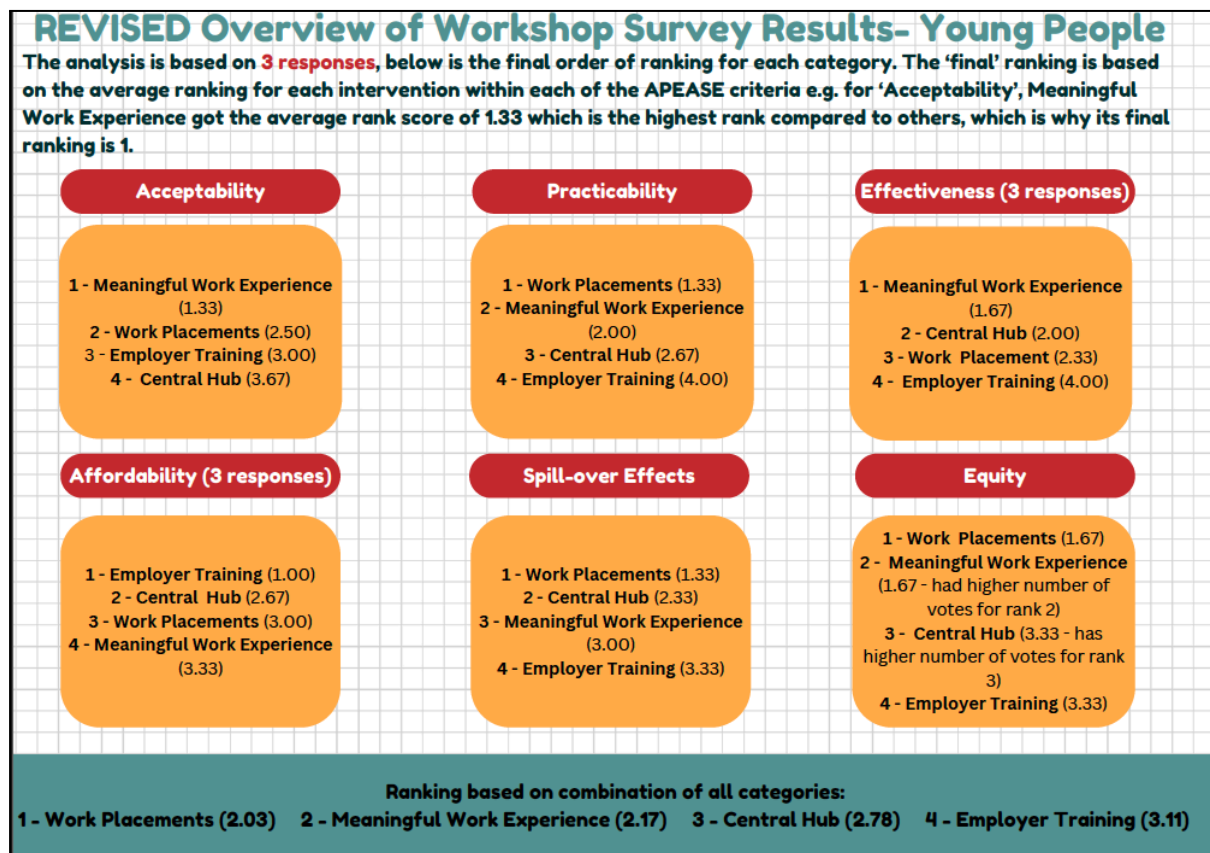 REVISED Overview of Workshop Survey Results- Young People
The analysis is based on 3 responses, below is the final order of ranking for each category. The ‘final’ ranking is based
on the average ranking for each intervention within each of the APEASE criteria e.g. for ‘Acceptability’, Meaningful
Work Experience got the average rank score of 1.33 which is the highest rank compared to others, which is why its final
ranking is 1.
Acceptability
1 - Meaningful Work Experience
(1.33)
2 - Work Placements (2.50)
3 - Employer Training (3.00)
4 - Central Hub (3.67)
Practicability
1 - Work Placements (1.33)
2 - Meaningful Work Experience
(2.00)
3 - Central Hub (2.67)
4 - Employer Training (4.00)
Effectiveness (3 responses)
1 - Meaningful Work Experience
(1.67)
2 - Central Hub (2.00)
3 - Work Placement (2.33)
4 - Employer Training (4.00)
Affordability (3 responses)
1 - Employer Training (1.00)
2 - Central Hub (2.67)
3 - Work Placements (3.00)
4 - Meaningful Work Experience
(3.33)
Spill-over Effects
1 - Work Placements (1.33)
2 - Central Hub (2.33)
3 - Meaningful Work Experience
(3.00)
4 - Employer Training (3.33)
Equity
1 - Work Placements (1.67)
2 - Meaningful Work Experience
(1.67 - had higher number of
votes for rank 2)
3 - Central Hub (3.33 - has
higher number of votes for rank
3)
4 - Employer Training (3.33)
Ranking based on combination of all categories:
1 - Work Placements (2.03) 2 - Meaningful Work Experience (2.17) 3 - Central Hub (2.78) 4 - Employer Training (3.11)